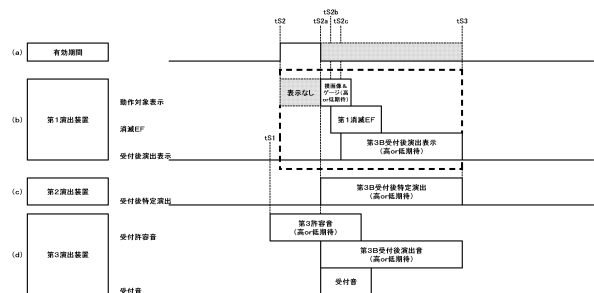 tS2b
tS2 tS2a tS2c tS3
(a) 有効期間
(b) 第1演出装置
動作対象表示
表示なし
模画像&
ゲージ(高
or低期待)
消滅EF
第1消滅EF
受付後演出表示
第3B受付後演出表示
(高or低期待)
tS1
(c) 第2演出装置
受付後特定演出
第3B受付後特定演出
(高or低期待)
(d) 第3演出装置
受付許容音
第3許容音
(高or低期待)
第3B受付後演出音
(高or低期待)
受付音
受付音